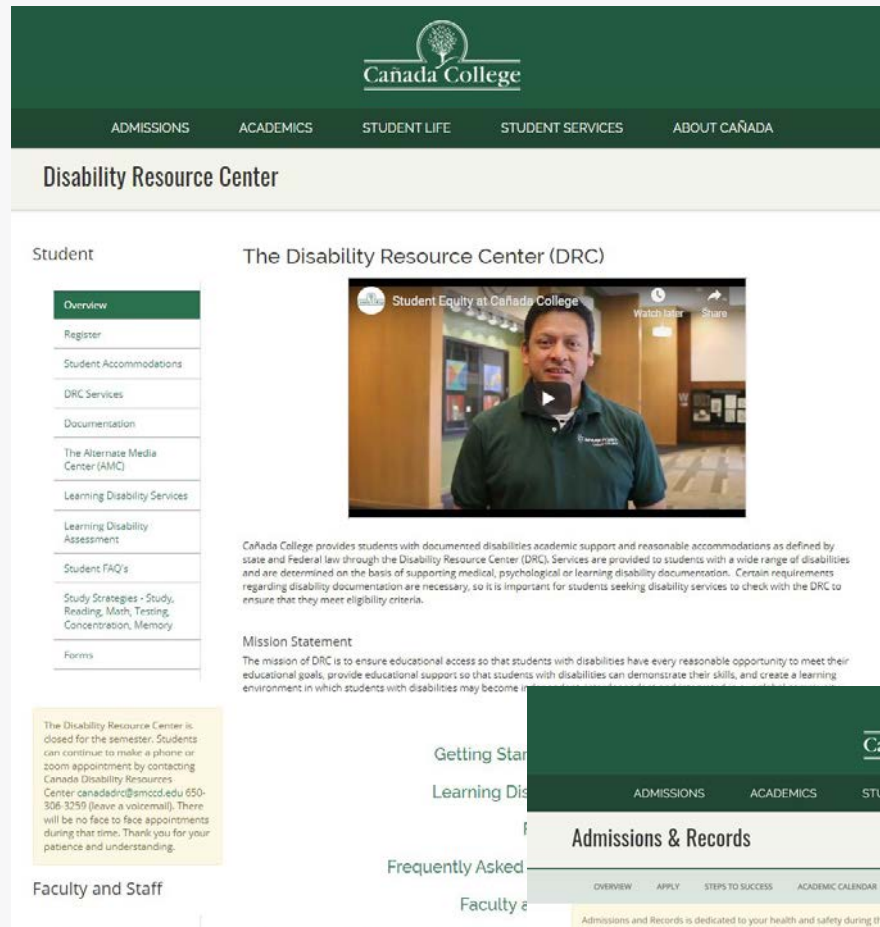 Cañada College
ADMISSIONS ACADEMICS STUDENT LIFE STUDENT SERVICES ABOUT CAÑADA
Disability Resource Center
Student
Overview
Register
Student Accommodations
DRC Services
Documentation
The Alternate Media
Center (AMC)
Learning Disability Services
Learning Disability
Assessment
Student FAQ's
Study Strategies - Study,
Reading, Math, Testing,
Concentration, Memory
Forms
The Disability Resource Center is
closed for the semester. Students
can continue to make a phone or
zoom appointment by contacting
Canada Disability Resources
Center canadadrc@smccd.edu 650-
306-3259 (leave a voicemail). There
will be no face to face appointments
during that time. Thank you for your
patience and understanding.
Faculty and Staff
The Disability Resource Center (DRC)
Student Equity at Cañada College
Watch later Share
Cañada College provides students with documented disabilities academic support and reasonable accommodations as defined by
state and Federal law through the Disability Resource Center (DRC). Services are provided to students with a wide range of disabilities
and are determined on the basis of supporting medical, psychological or learning disability documentation. Certain requirements
regarding disability documentation are necessary, so it is important for students seeking disability services to check with the DRC to
ensure that they meet eligibility criteria.
Mission Statement
The mission of DRC is to ensure educational access so that students with disabilities have every reasonable opportunity to meet their
educational goals, provide educational support so that students with disabilities can demonstrate their skills, and create a learning
environment in which students with disabilities may become
Getting Star
Learning Dis
Frequently Asked
Faculty a
Ca
ADMISSIONS ACADEMICS STU
Admissions & Records
OVERVIEW APPLY STEPS TO SUCCESS ACADEMIC CALENDAR
Admissions and Records is dedicated to your health and safety during th